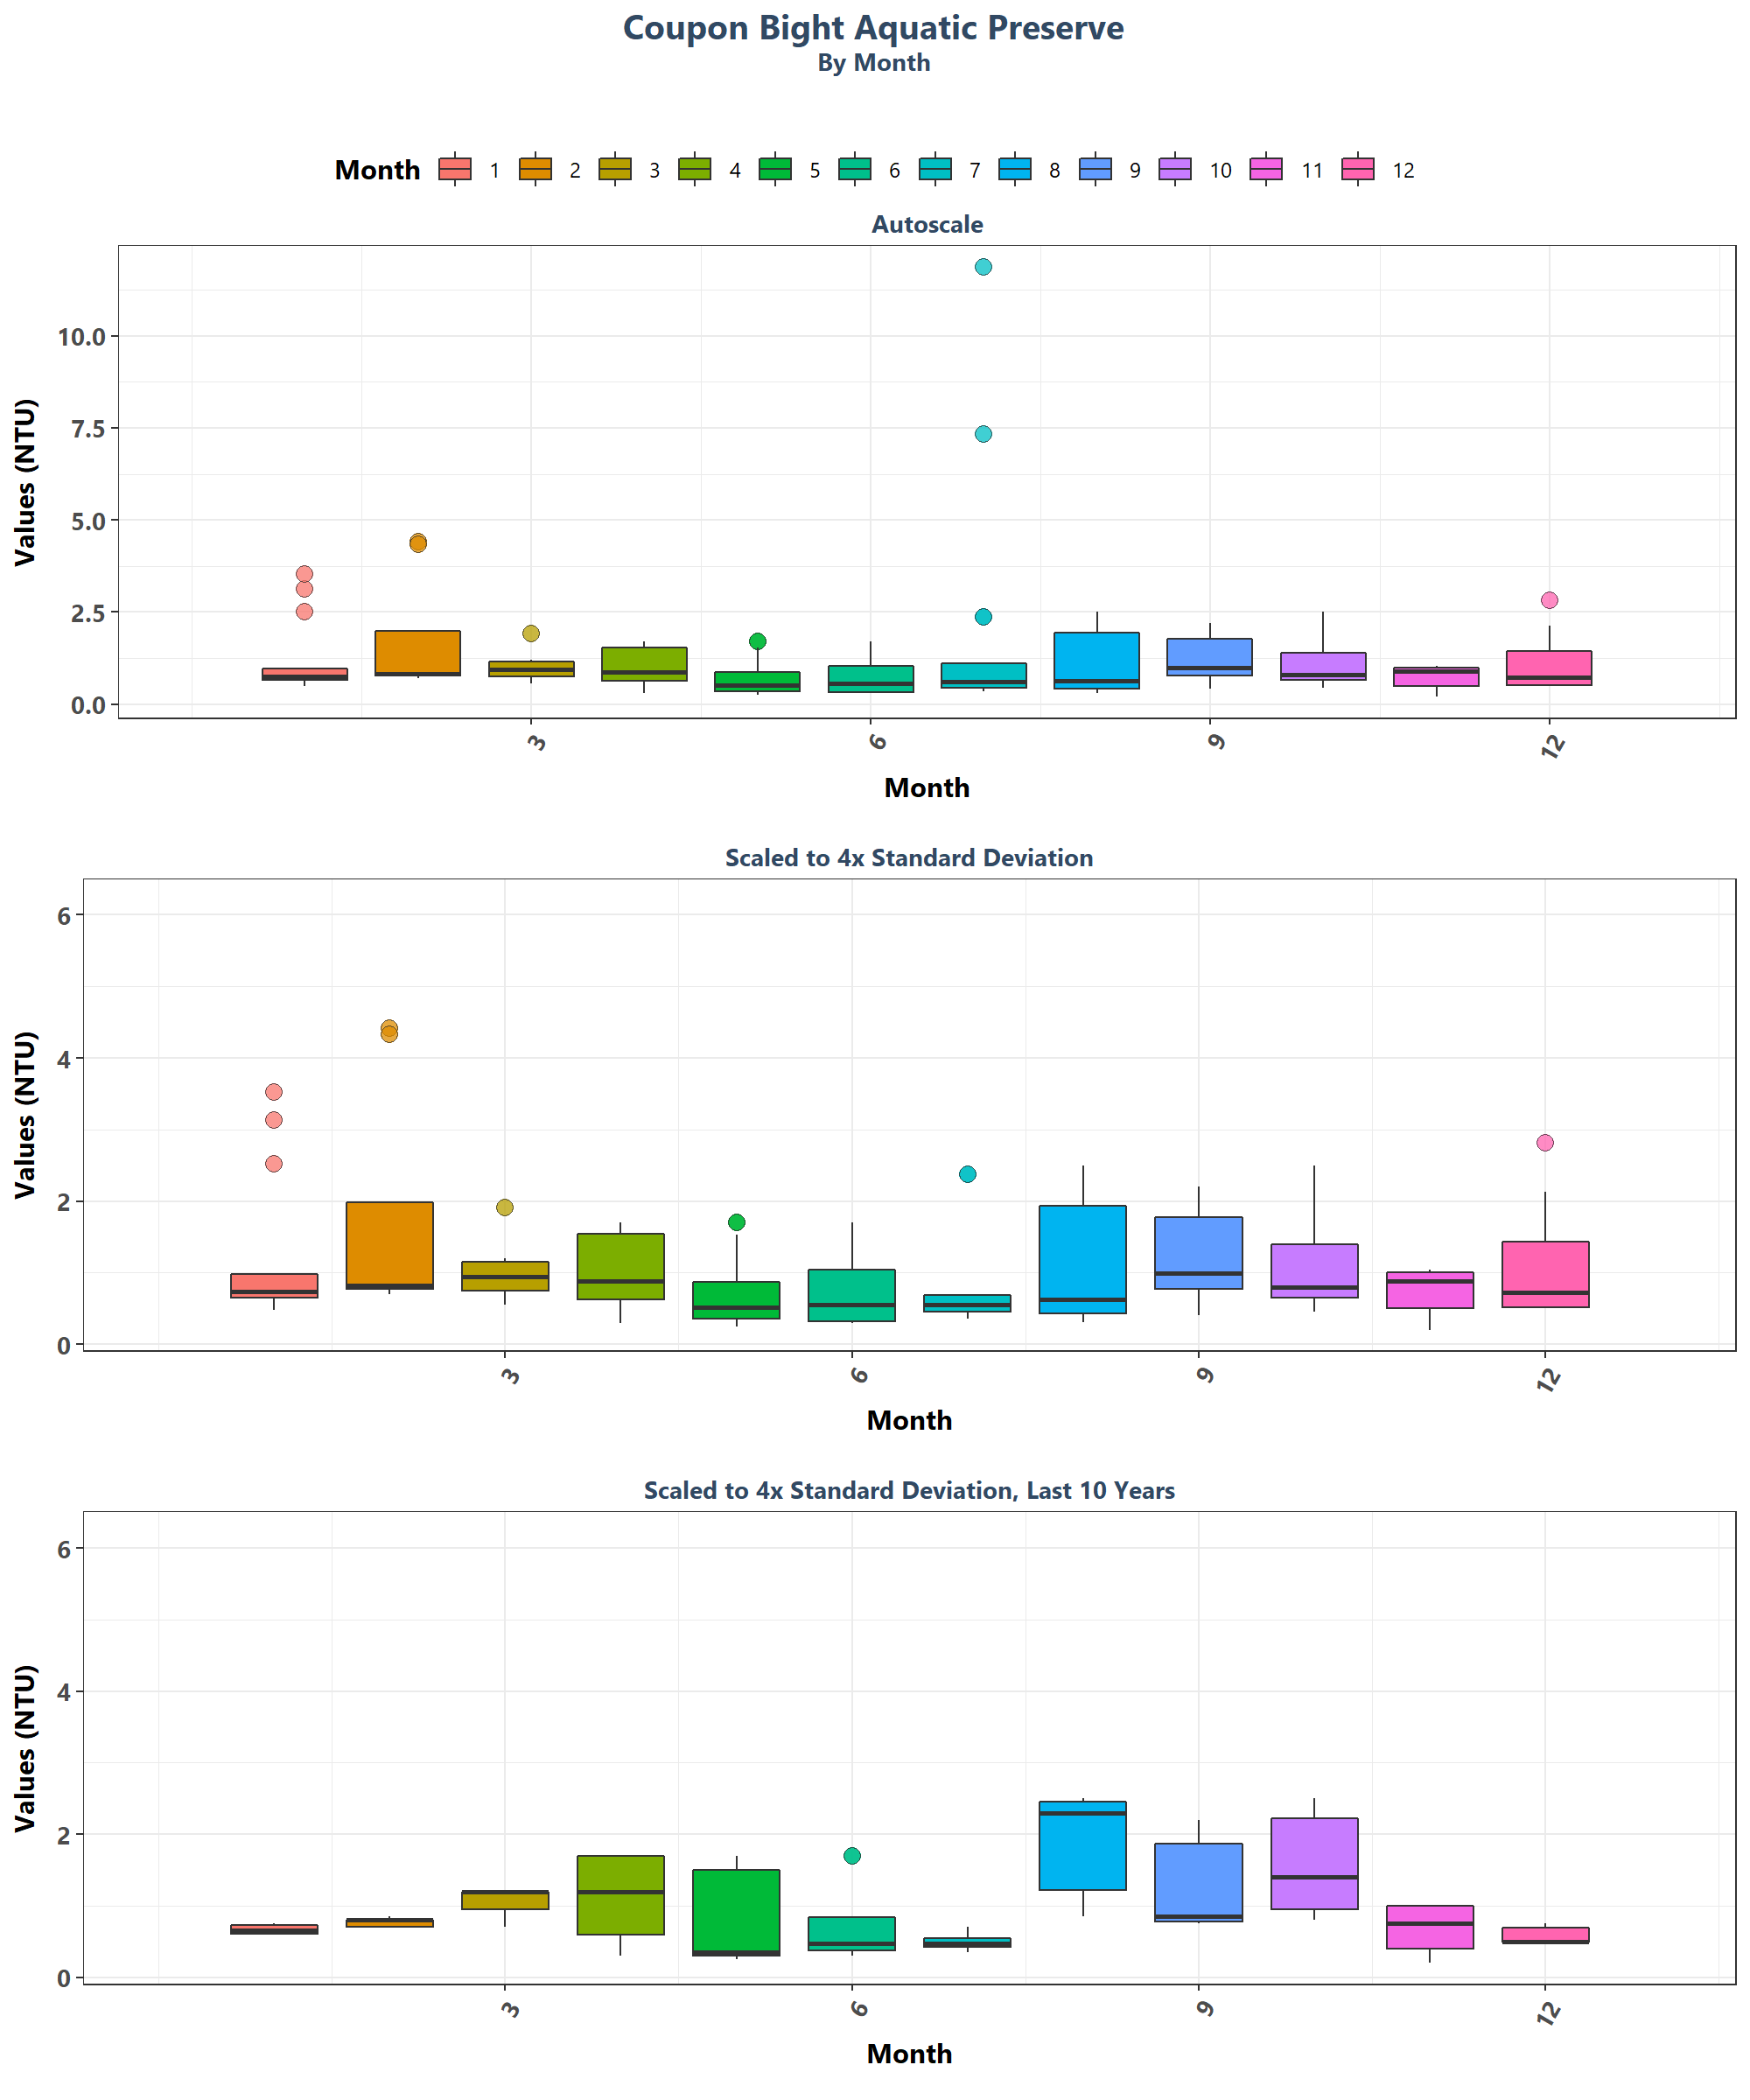 Coupon Bight Aquatic Preserve
By Month
Month 1 2 3 4 5 6 7 8 9 10 11 12
Autoscale
Values (NTU)
10.0
7.5
5.0
2.5
0.0
3 6 9 12
Month
Scaled to 4x Standard Deviation
Values (NTU)
6
4
2
0
3 6 9 12
Month
Scaled to 4x Standard Deviation, Last 10 Years
Values (NTU)
6
4
2
0
3 6 9 12
Month